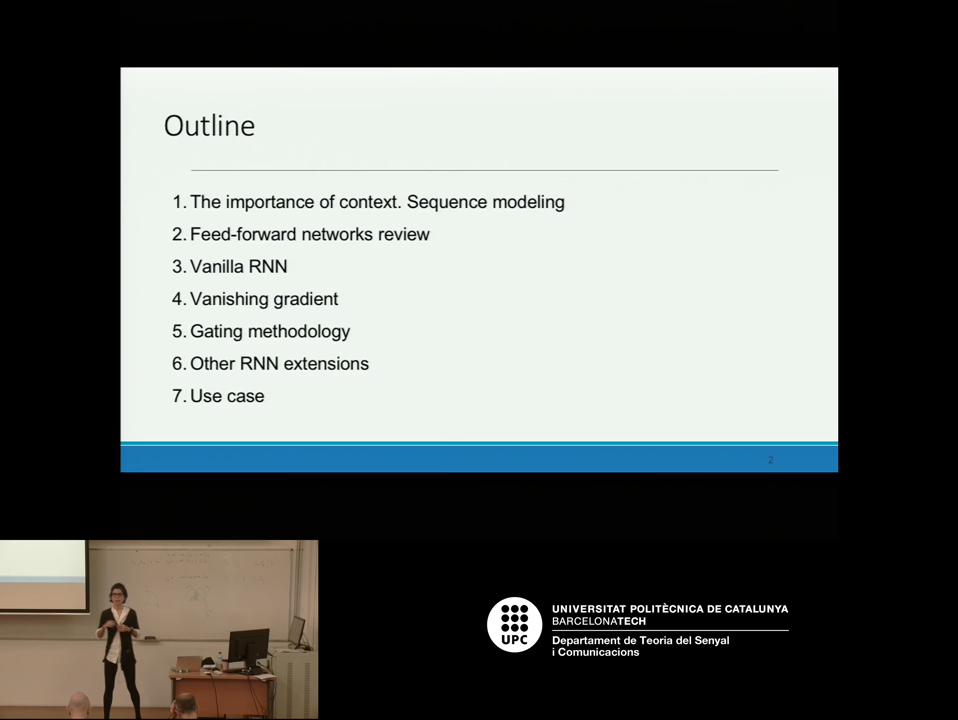 Outline
1. The importance of context. Sequence modeling
2. Feed-forward networks review
3. Vanilla RNN
4. Vanishing gradient
5. Gating methodology
6. Other RNN extensions
7. Use case
2
UPC
UNIVERSITAT POLITÈCNICA DE CATALUNYA
BARCELONATECH
Departament de Teoria del Senyal
i Comunicacions